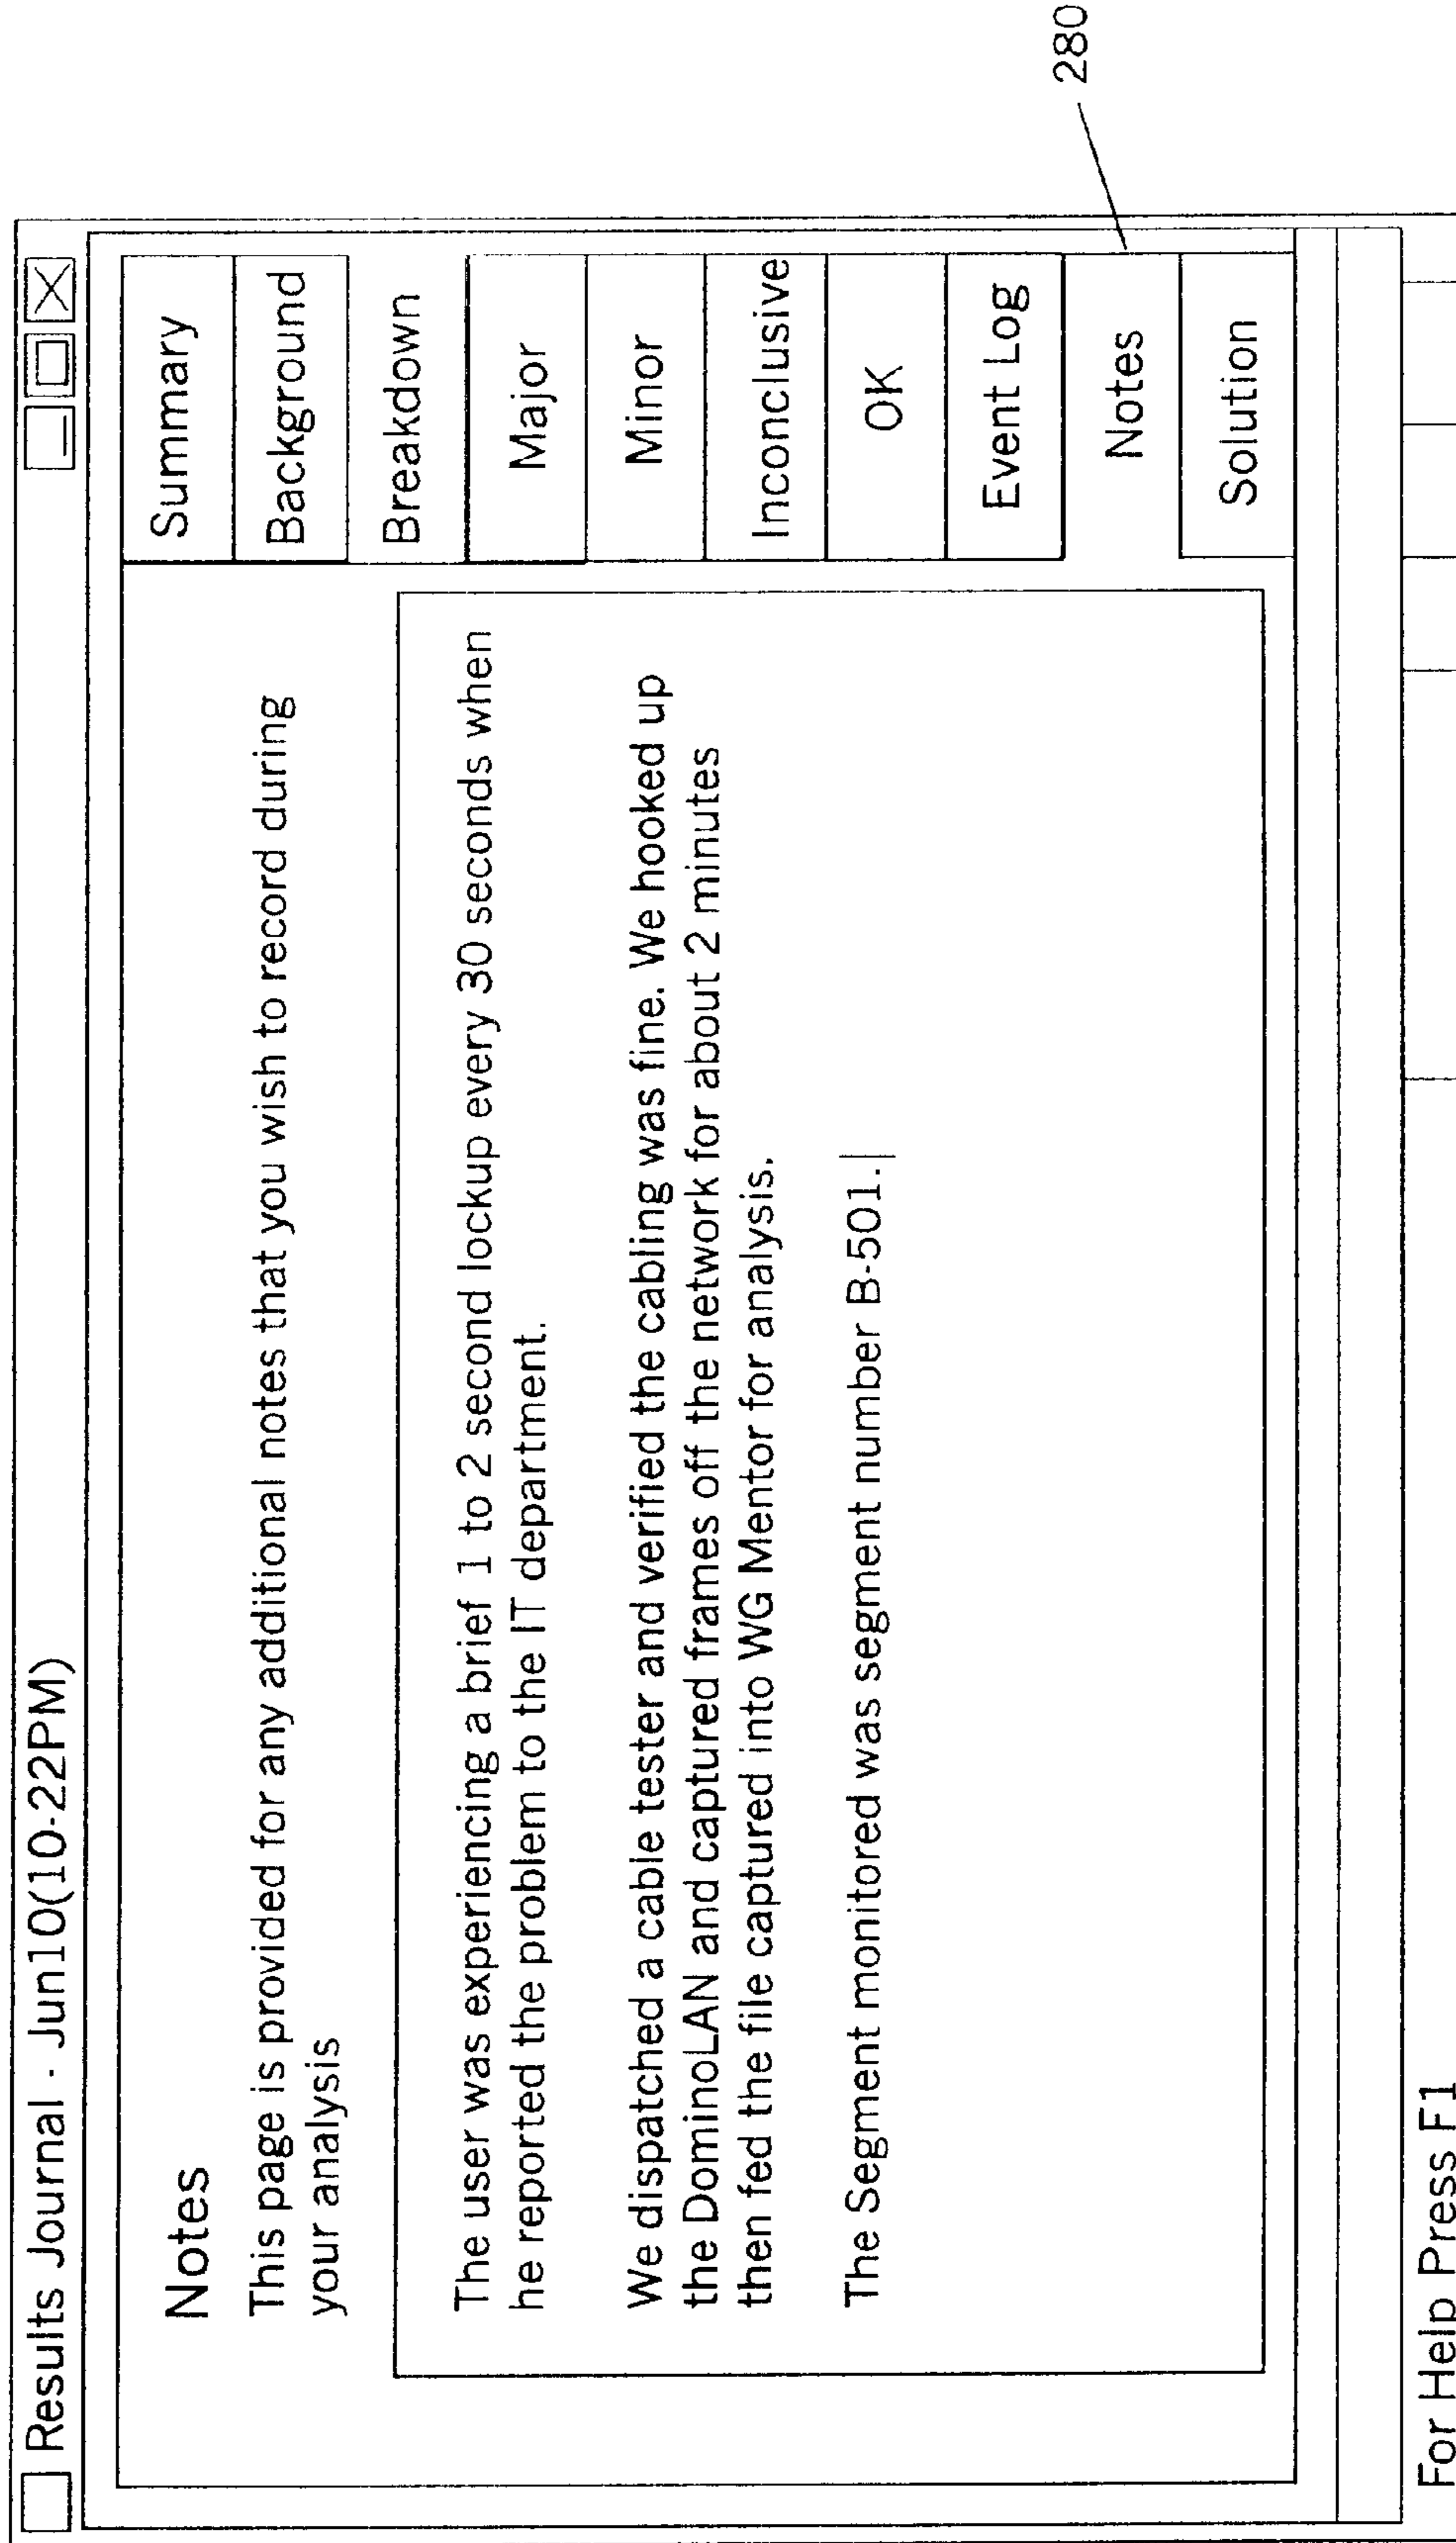 Results Journal - Jun10(10-22PM)
Notes
This page is provided for any additional notes that you wish to record during
your analysis
The user was experiencing a brief 1 to 2 second lockup every 30 seconds when
he reported the problem to the IT department.
We dispatched a cable tester and verified the cabling was fine. We hooked up
the DominoLAN and captured frames off the network for about 2 minutes
then fed the file captured into WG Mentor for analysis.
The Segment monitored was segment number B-501.
Summary
Background
Breakdown
Major
Minor
Inconclusive
OK
Event Log
Notes
Solution
280
For Help Press F1